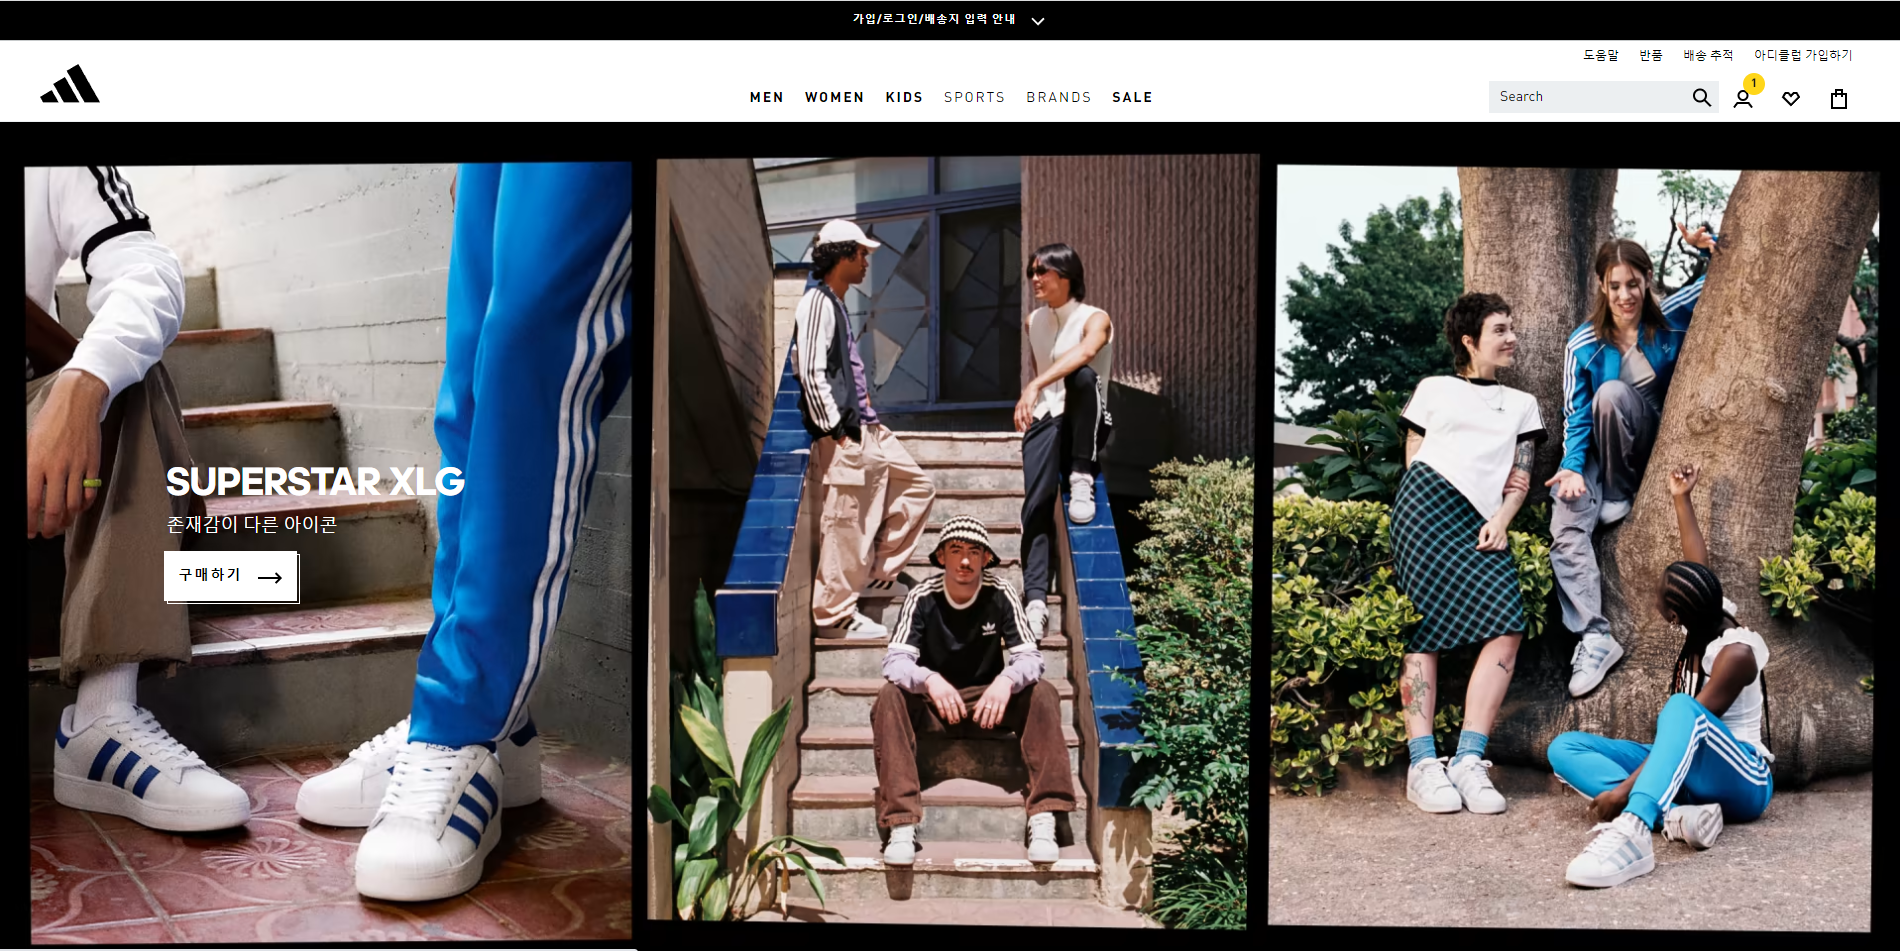 가입/로그인/배송지 입력 안내
도움말 반품 배송 추적 아디클럽 가입하기
MEN WOMEN KIDS SPORTS BRANDS SALE
Search
1
SUPERSTAR XLG
존재감이 다른 아이콘
구매하기